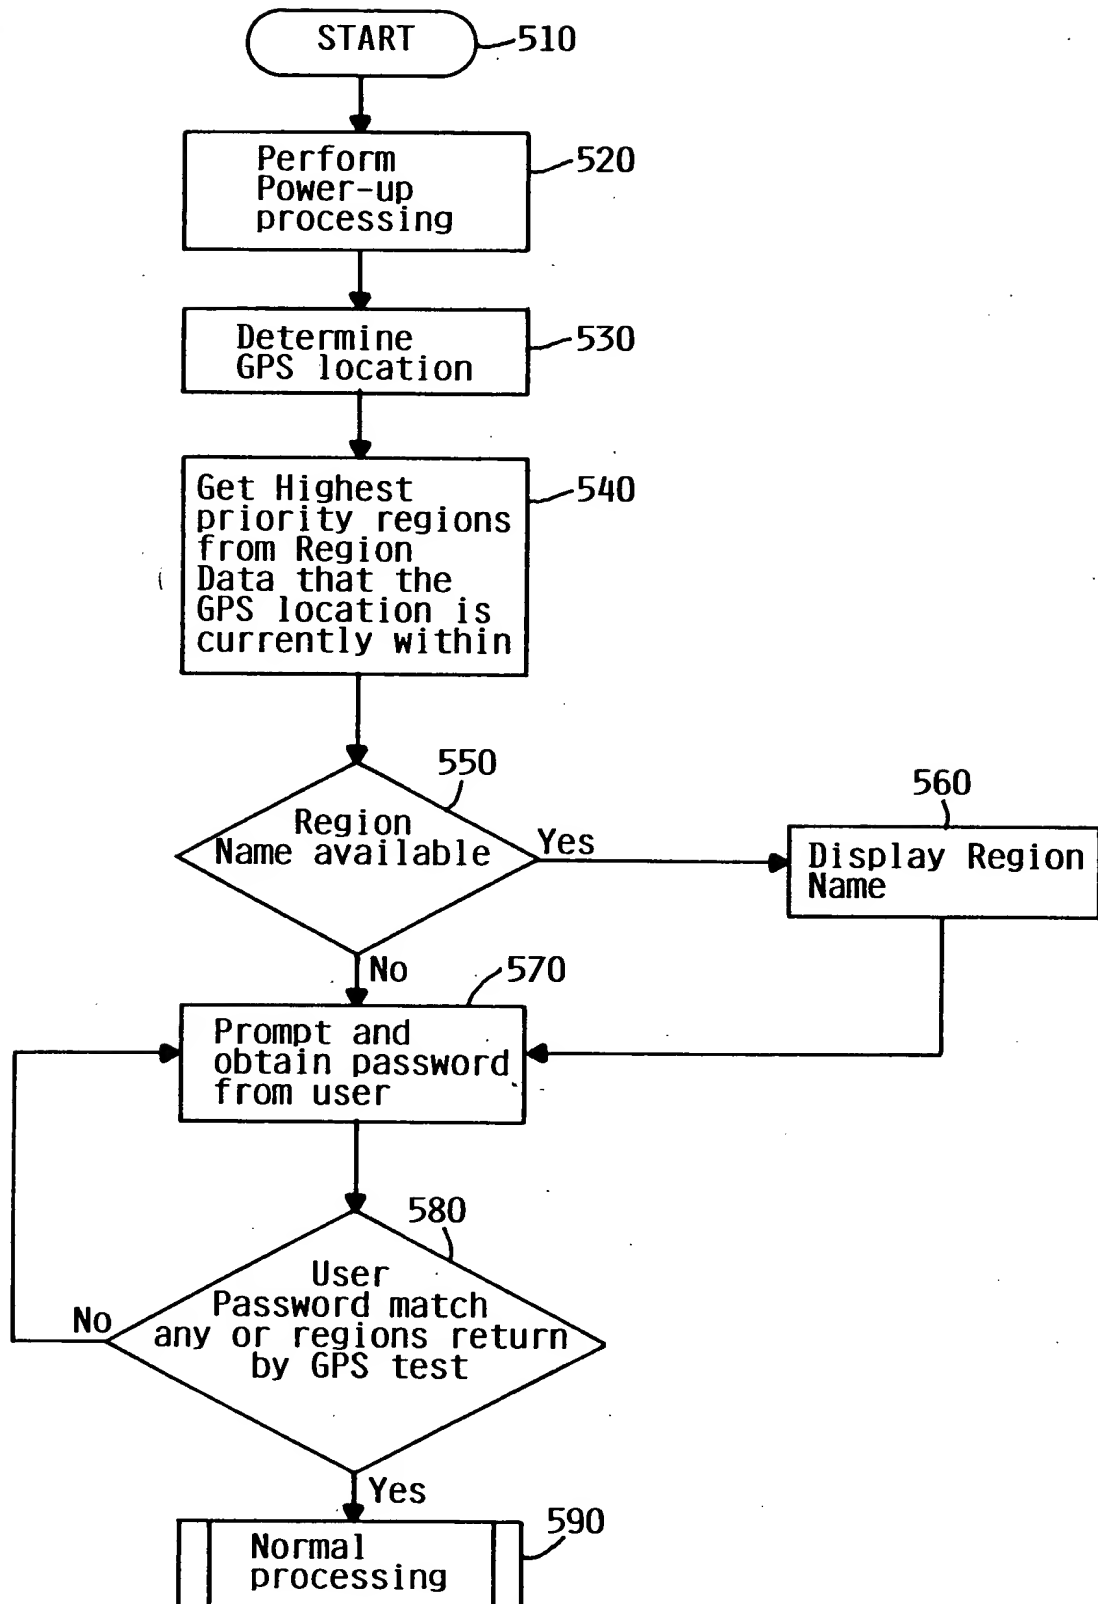 START
510
Perform
Power-up
processing
520
Determine
GPS location
530
Get Highest
priority regions
from Region
Data that the
GPS location is
currently within
540
550
Region
Name available
Yes
560
Display Region
Name
No
570
Prompt and
obtain password
from user
580
User
Password match
any or regions return
by GPS test
No
Yes
590
Normal
processing